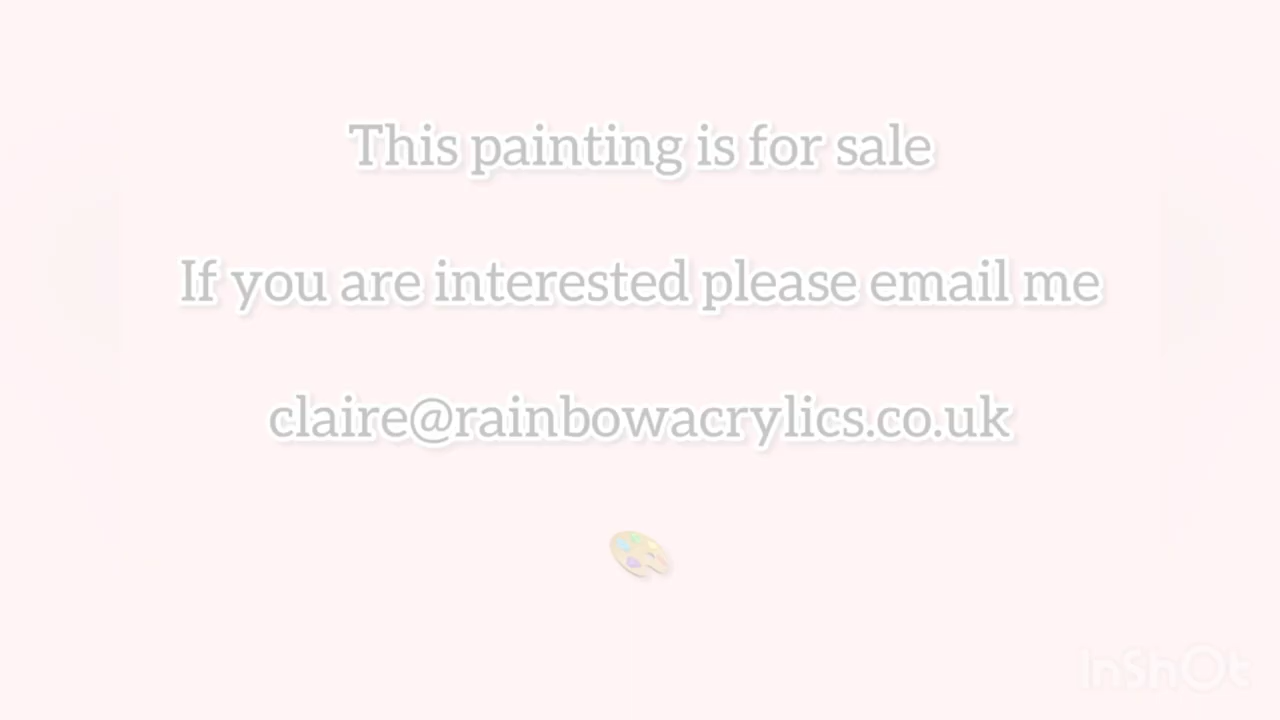 This painting is for sale
If you are interested please email me
claire@rainbowacrylics.co.uk
InShOt